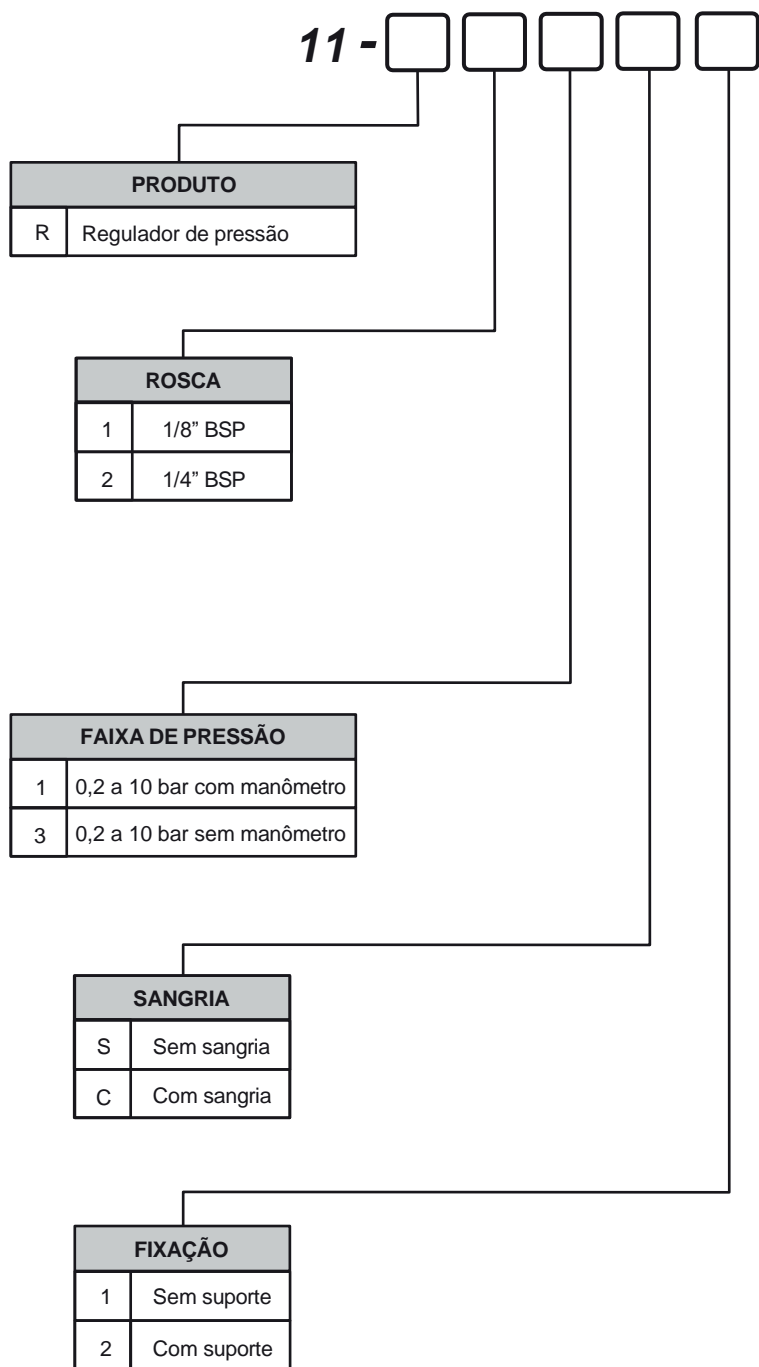 11 -
PRODUTO
R Regulador de pressão
ROSCA
1 1/8” BSP
2 1/4” BSP
FAIXA DE PRESSÃO
1 0,2 a 10 bar com manômetro
3 0,2 a 10 bar sem manômetro
SANGRIA
S Sem sangria
C Com sangria
FIXAÇÃO
1 Sem suporte
2 Com suporte